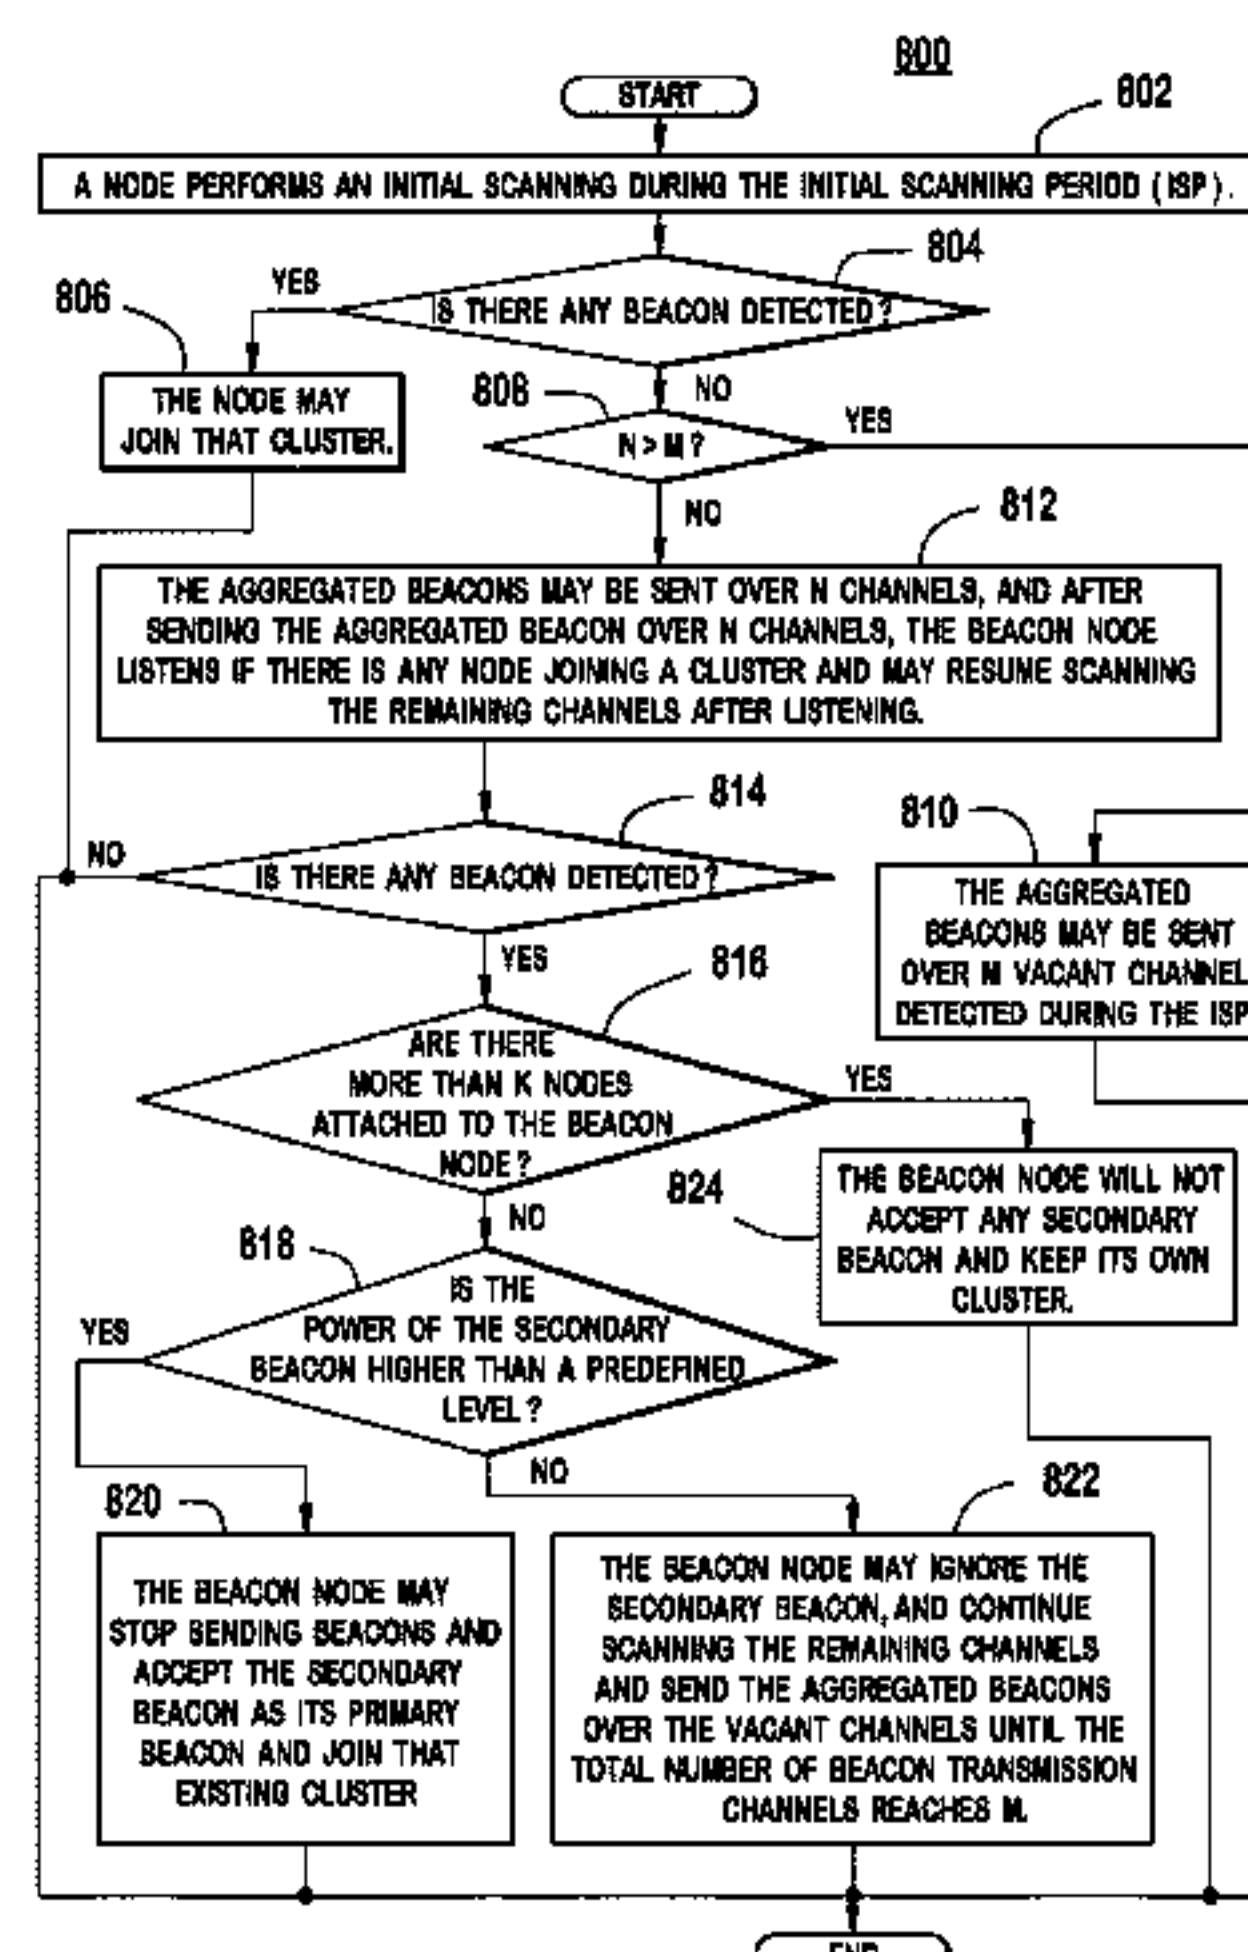 800
START
802
A NODE PERFORMS AN INITIAL SCANNING DURING THE INITIAL SCANNING PERIOD (ISP).
804
YES
806
IS THERE ANY BEACON DETECTED?
THE NODE MAY
JOIN THAT CLUSTER.
808
NO
YES
N > M?
NO
812
THE AGGREGATED BEACONS MAY BE SENT OVER N CHANNELS, AND AFTER
SENDING THE AGGREGATED BEACON OVER N CHANNELS, THE BEACON NODE
LISTENS IF THERE IS ANY NODE JOINING A CLUSTER AND MAY RESUME SCANNING
THE REMAINING CHANNELS AFTER LISTENING.
814
810
NO
IS THERE ANY BEACON DETECTED?
THE AGGREGATED
BEACONS MAY BE SENT
OVER M VACANT CHANNEL
DETECTED DURING THE ISP
YES
816
ARE THERE
MORE THAN K NODES
ATTACHED TO THE BEACON
NODE?
YES
824
THE BEACON NODE WILL NOT
ACCEPT ANY SECONDARY
BEACON AND KEEP ITS OWN
CLUSTER.
NO
818
IS THE
POWER OF THE SECONDARY
BEACON HIGHER THAN A PREDEFINED
LEVEL?
YES
NO
820
822
THE BEACON NODE MAY
STOP SENDING BEACONS AND
ACCEPT THE SECONDARY
BEACON AS ITS PRIMARY
BEACON AND JOIN THAT
EXISTING CLUSTER
THE BEACON NODE MAY IGNORE THE
SECONDARY BEACON, AND CONTINUE
SCANNING THE REMAINING CHANNELS
AND SEND THE AGGREGATED BEACONS
OVER THE VACANT CHANNELS UNTIL THE
TOTAL NUMBER OF BEACON TRANSMISSION
CHANNELS REACHES M.
END